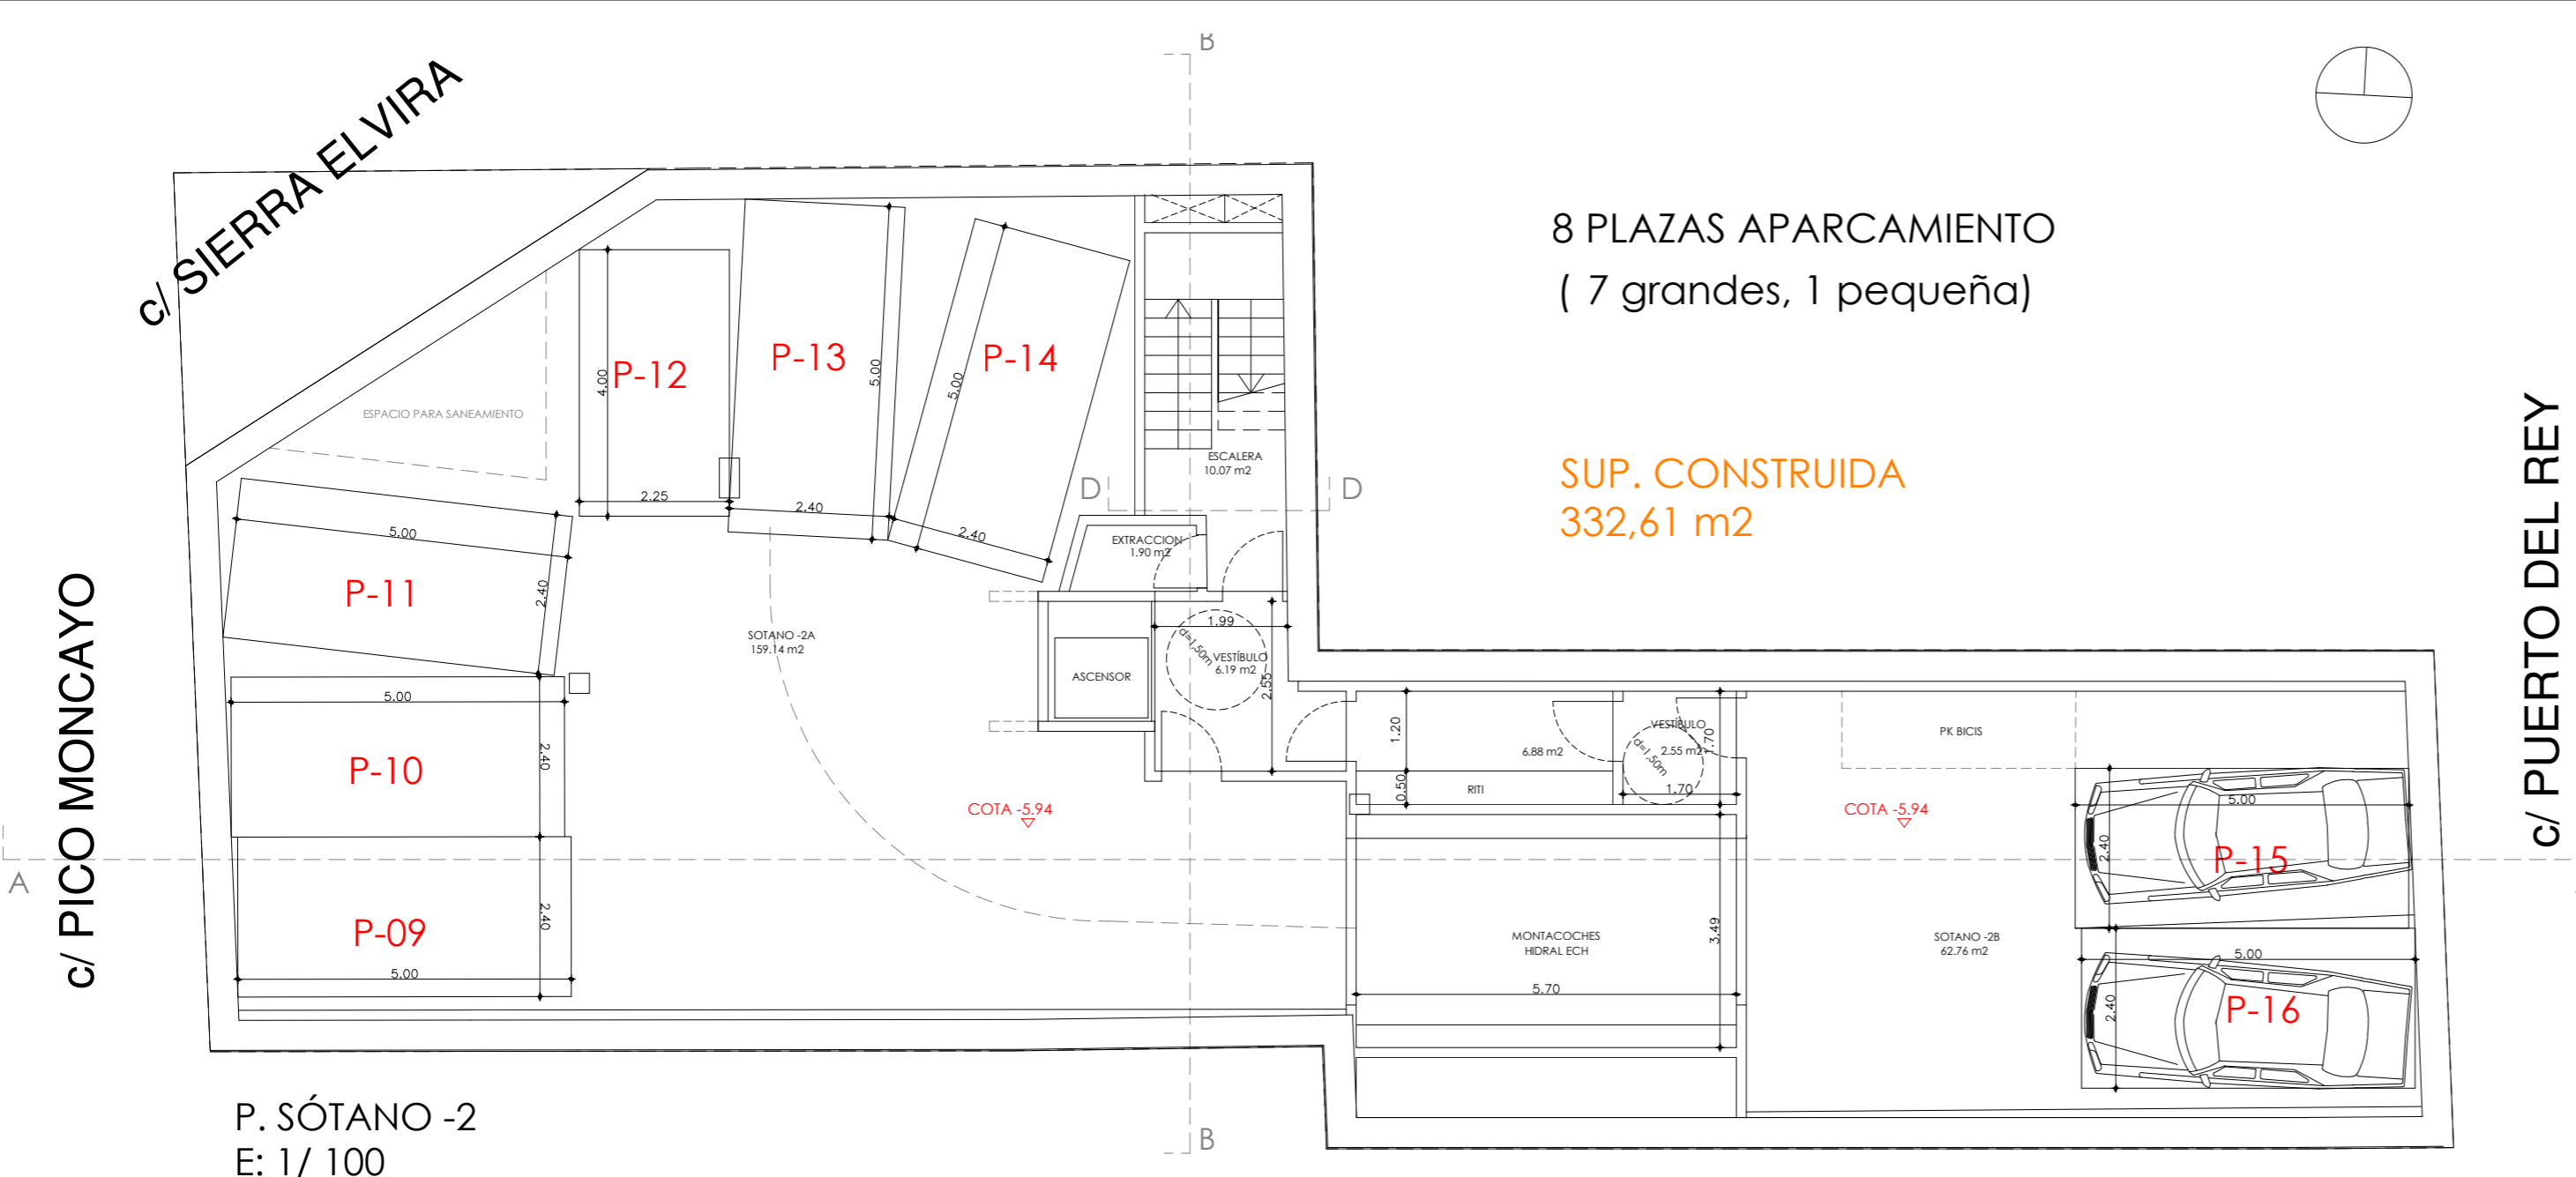 B
c/ SIERRA ELVIRA
8 PLAZAS APARCAMIENTO
( 7 grandes, 1 pequeña)
P-12
4.00
2.25
P-13
5.00
2.40
P-14
5.00
2.40
ESPACIO PARA SANEAMIENTO
ESCALERA
10.07 m2
D
D
SUP. CONSTRUIDA
332,61 m2
c/ PUERTO DEL REY
5.00
P-11
2.40
EXTRACCION
1.90 m2
c/ PICO MONCAYO
SOTANO -2A
159.14 m2
1.99
d=1,50m
VESTÍBULO
6.19 m2
2.55
ASCENSOR
5.00
P-10
2.40
1.20
6.88 m2
VESTÍBULO
2.55 m2
1.70
d=1,50m
1.70
0.50
RITI
PK BICIS
COTA -5.94
COTA -5.94
5.00
2.40
P-15
A
P-09
2.40
5.00
MONTACOCHES
HIDRAL ECH
3.49
5.70
SOTANO -2B
62.76 m2
5.00
2.40
P-16
P. SÓTANO -2
E: 1/ 100
B